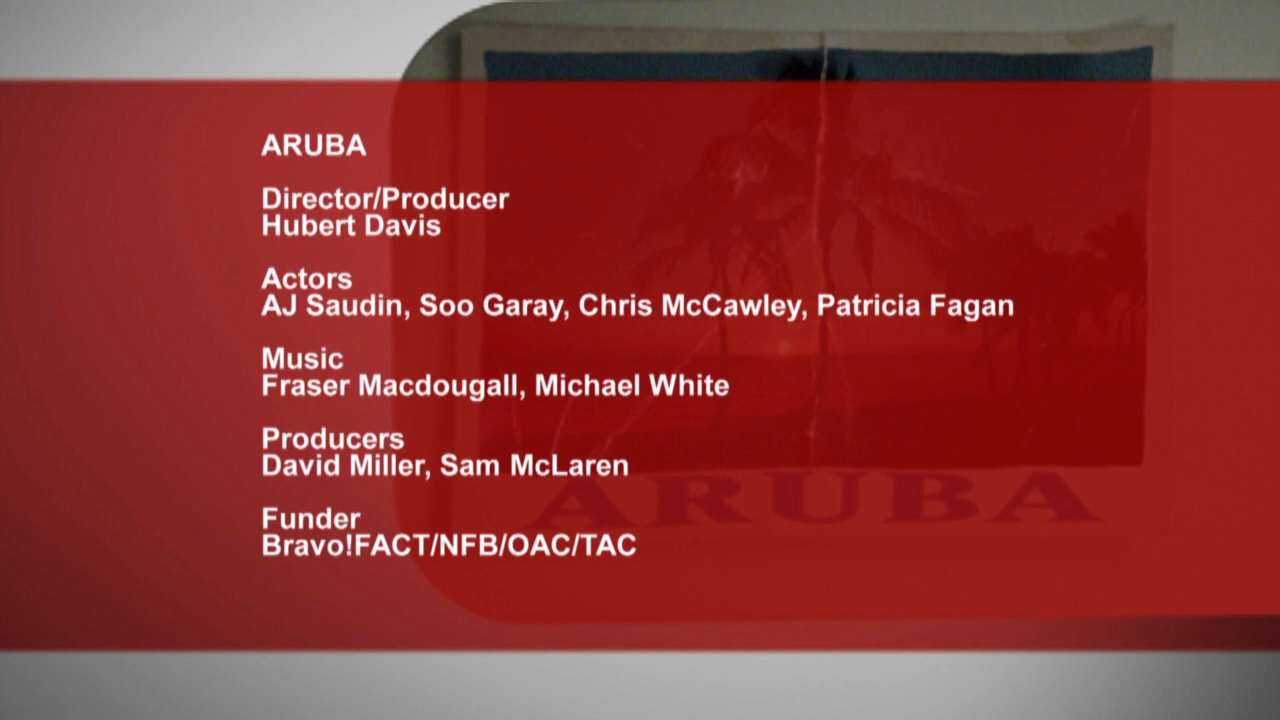 ARUBA
Director/Producer
Hubert Davis
Actors
AJ Saudin, Soo Garay, Chris McCawley, Patricia Fagan
Music
Fraser Macdougall, Michael White
Producers
David Miller, Sam McLaren
Funder
Bravo!FACT/NFB/OAC/TAC
ARUBA